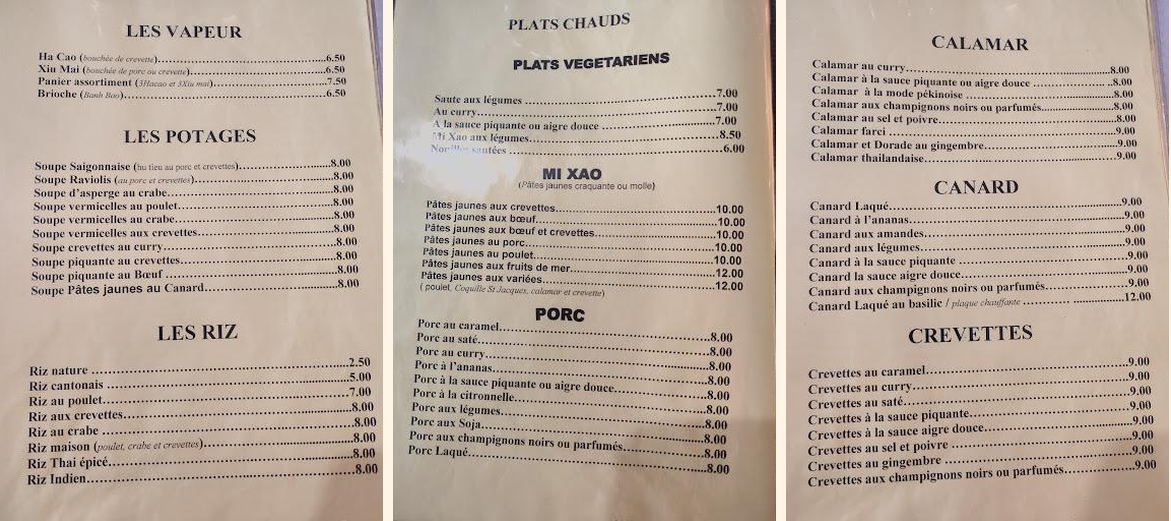 LES VAPEUR
Ha Cao (bouchée de crevette)...6.50
Xiu Mai (bouchée de porc ou crevette)...6.50
Panier assortiment (3Hacao et 3Xiu mai)...7.50
Brioche (Banh Bao)...6.50
LES POTAGES
Soupe Saigonnaise (hu tieu au porc et crevettes)...8.00
Soupe Raviolis (au porc et crevettes)...8.00
Soupe d'asperge au crabe...8.00
Soupe vermicelles au poulet...8.00
Soupe vermicelles au crabe...8.00
Soupe vermicelles aux crevettes...8.00
Soupe crevettes au curry...8.00
Soupe piquante au crevettes...8.00
Soupe piquante au Bœuf...8.00
Soupe Pâtes jaunes au Canard...8.00
LES RIZ
Riz nature...2.50
Riz cantonais...5.00
Riz au poulet...7.00
Riz aux crevettes...8.00
Riz au crabe...8.00
Riz maison (poulet, crabe et crevettes)...8.00
Riz Thai épicé...8.00
Riz Indien...8.00
PLATS CHAUDS
PLATS VEGETARIENS
Saute aux légumes...7.00
Au curry...7.00
A la sauce piquante ou aigre douce...7.00
Mi Xao aux légumes...8.50
Nouilles sautées...6.00
MI XAO
(Pâtes jaunes craquante ou molle)
Pâtes jaunes aux crevettes...10.00
Pâtes jaunes aux bœuf...10.00
Pâtes jaunes aux bœuf et crevettes...10.00
Pâtes jaunes au porc...10.00
Pâtes jaunes au poulet...10.00
Pâtes jaunes aux fruits de mer...12.00
Pâtes jaunes aux variées...12.00
( poulet, Coquille St Jacques, calamar et crevette)
PORC
Porc au caramel...8.00
Porc au saté...8.00
Porc au curry...8.00
Porc à l'ananas...8.00
Porc à la sauce piquante ou aigre douce...8.00
Porc à la citronnelle...8.00
Porc aux légumes...8.00
Porc aux Soja...8.00
Porc aux champignons noirs ou parfumés...8.00
Porc Laqué...8.00
CALAMAR
Calamar au curry...8.00
Calamar à la sauce piquante ou aigre douce...8.00
Calamar à la mode pékinoise...8.00
Calamar aux champignons noirs ou parfumés...8.00
Calamar au sel et poivre...8.00
Calamar farci...9.00
Calamar et Dorade au gingembre...9.00
Calamar thailandaise...9.00
CANARD
Canard Laqué...9.00
Canard à l'ananas...9.00
Canard aux amandes...9.00
Canard aux légumes...9.00
Canard à la sauce piquante...9.00
Canard la sauce aigre douce...9.00
Canard aux champignons noirs ou parfumés...9.00
Canard Laqué au basilic / plaque chauffante...12.00
CREVETTES
Crevettes au caramel...9.00
Crevettes au curry...9.00
Crevettes au saté...9.00
Crevettes à la sauce piquante...9.00
Crevettes à la sauce aigre douce...9.00
Crevettes au sel et poivre...9.00
Crevettes au gingembre...9.00
Crevettes aux champignons noirs ou parfumés...9.00